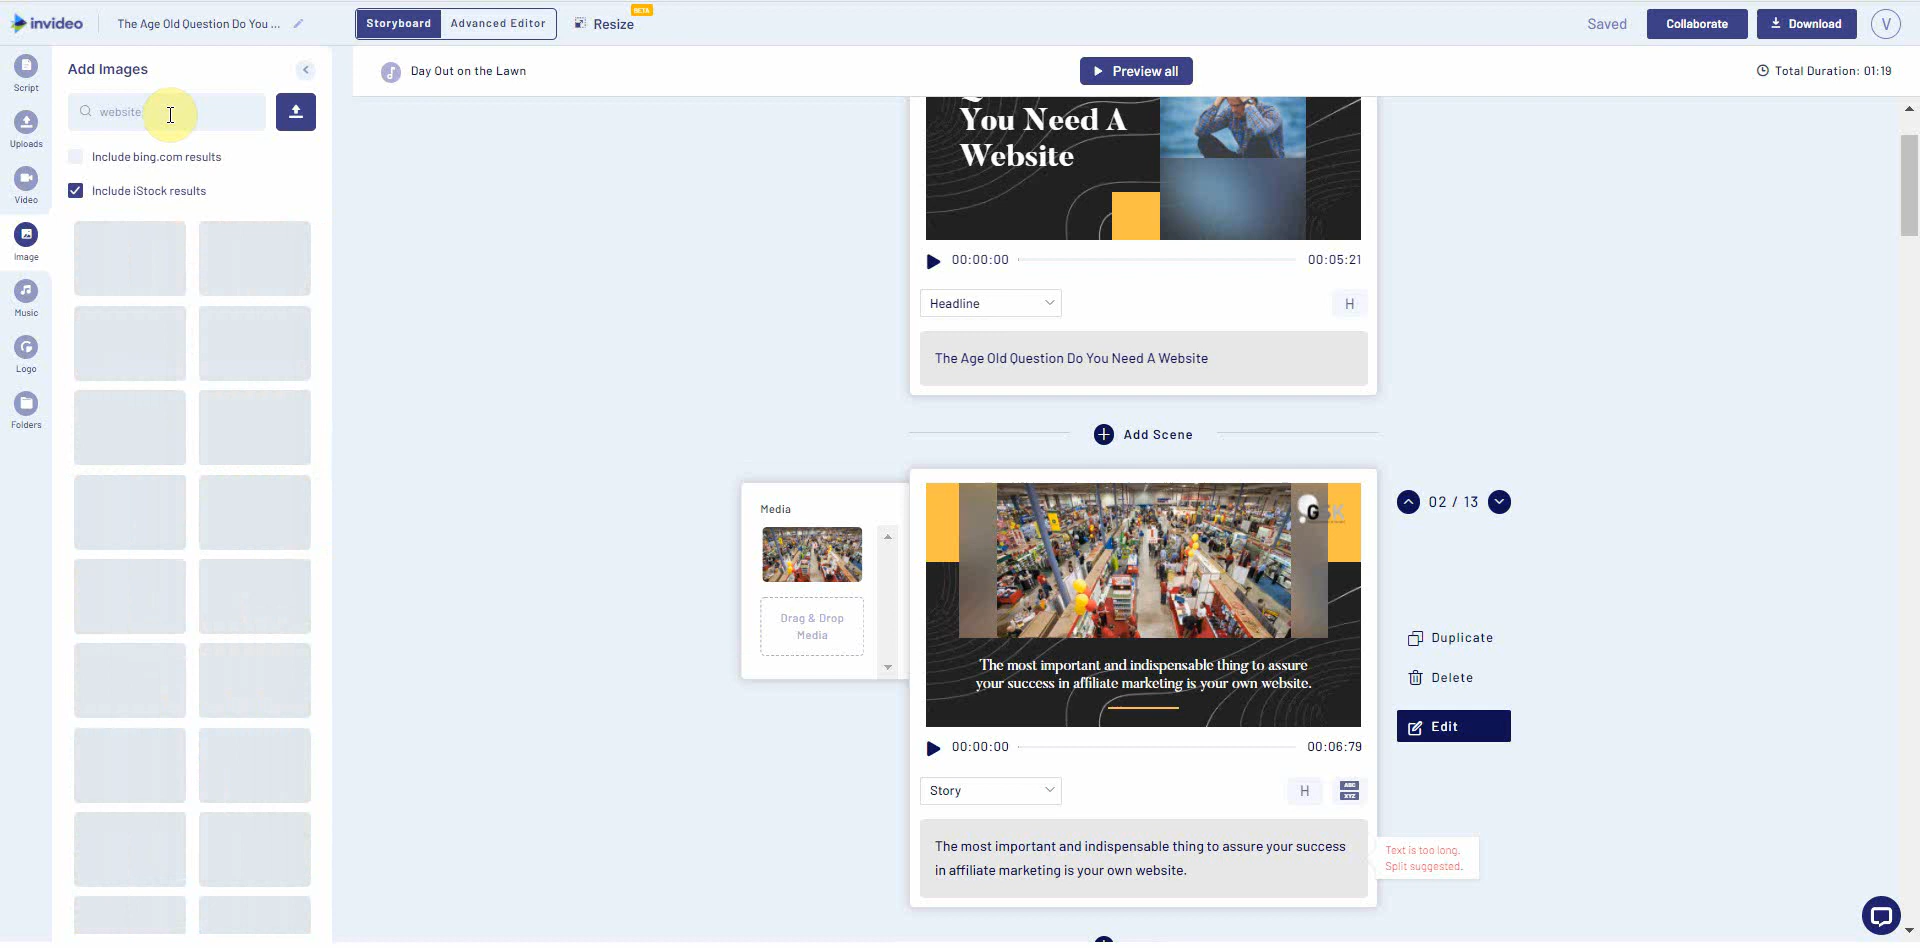 invideo
The Age Old Question Do You ...
Storyboard
Advanced Editor
Resize
BETA
Saved
Collaborate
Download
V
Script
Uploads
Video
Image
Music
Logo
Folders
Add Images
website
Include bing.com results
Include iStock results
Day Out on the Lawn
Preview all
Total Duration: 01:19
You Need A
Website
00:00:00
00:05:21
Headline
H
The Age Old Question Do You Need A Website
Add Scene
Media
Drag & Drop
Media
G
The most important and indispensable thing to assure
your success in affiliate marketing is your own website.
02 / 13
Duplicate
Delete
Edit
00:00:00
00:06:79
Story
H
ABC
XYZ
The most important and indispensable thing to assure your success
in affiliate marketing is your own website.
Text is too long.
Split suggested.